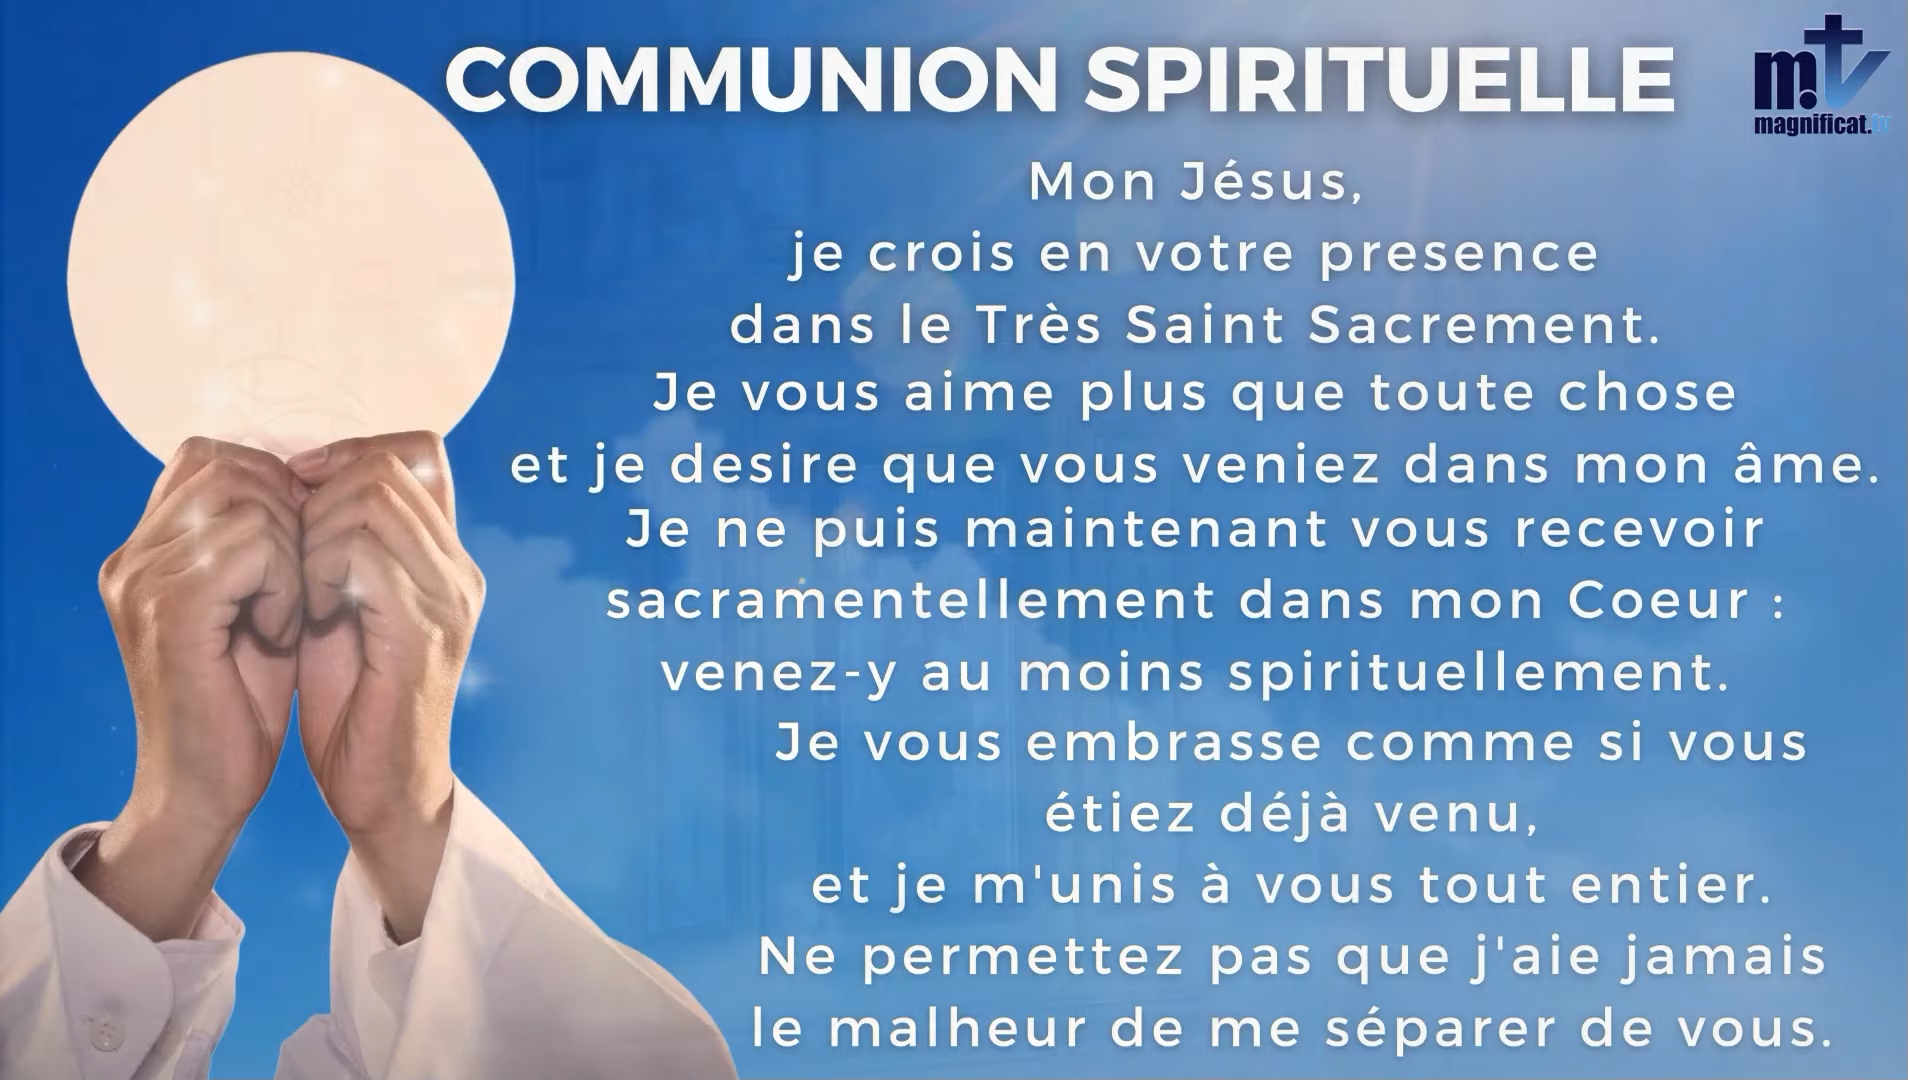 COMMUNION SPIRITUELLE
mtv
magnificat.tv
Mon Jésus,
je crois en votre presence
dans le Très Saint Sacrement.
Je vous aime plus que toute chose
et je desire que vous veniez dans mon âme.
Je ne puis maintenant vous recevoir
sacramentellement dans mon Coeur :
venez-y au moins spirituellement.
Je vous embrasse comme si vous
étiez déjà venu,
et je m'unis à vous tout entier.
Ne permettez pas que j'aie jamais
le malheur de me séparer de vous.